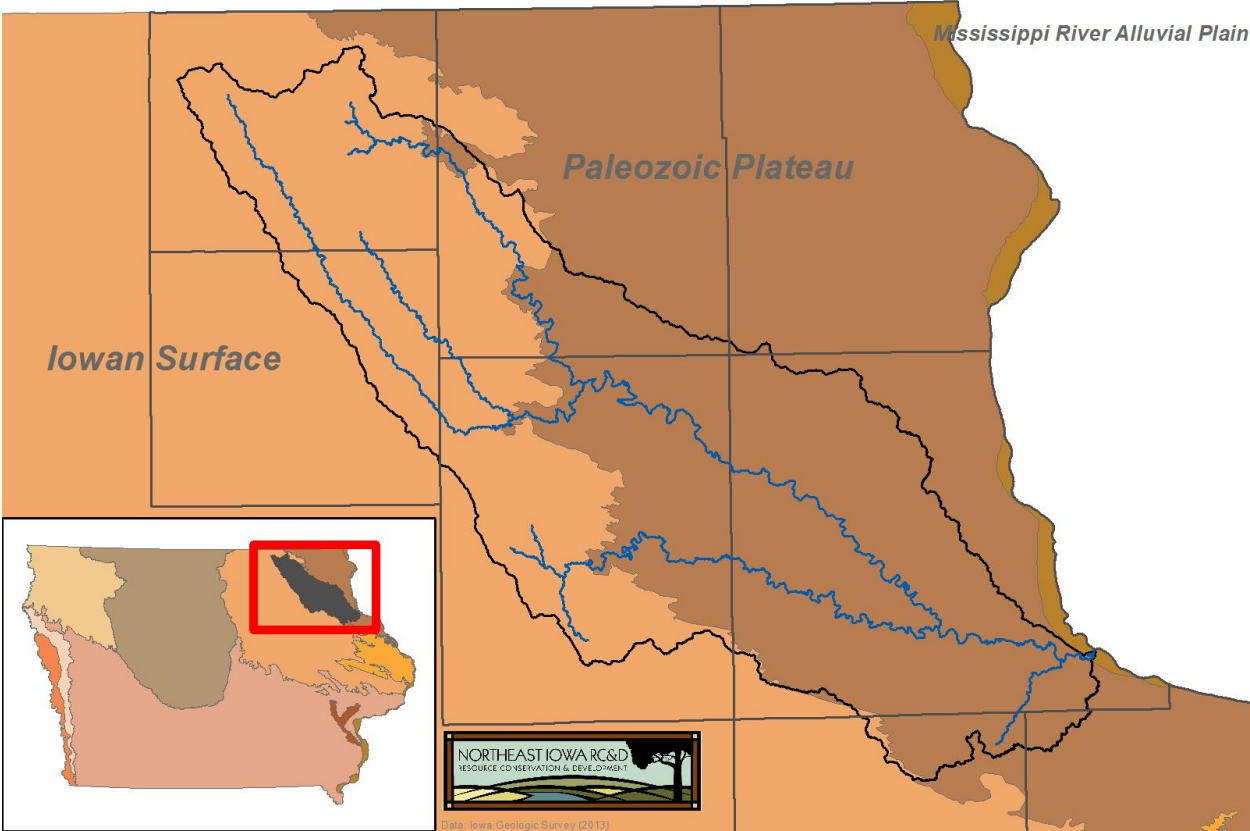 Mississippi River Alluvial Plain
Paleozoic Plateau
Iowan Surface
NORTHEAST IOWA RC&D
RESOURCE CONSERVATION & DEVELOPMENT
Data: Iowa Geologic Survey (2013)